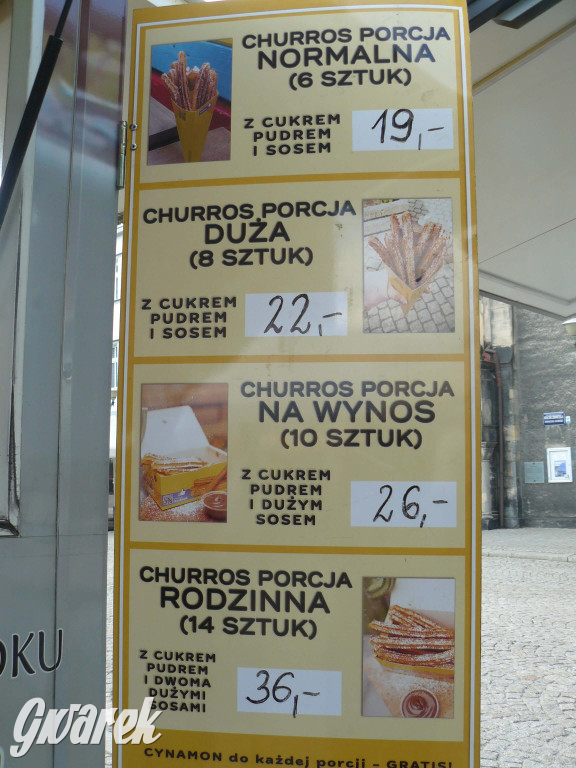 CHURROS PORCJA
NORMALNA
(6 SZTUK)
Z CUKREM
PUDREM
I SOSEM
19,-
CHURROS PORCJA
DUŻA
(8 SZTUK)
Z CUKREM
PUDREM
I SOSEM
22,-
CHURROS PORCJA
NA WYNOS
(10 SZTUK)
Z CUKREM
PUDREM
I DUŻYM
SOSEM
26,-
CHURROS PORCJA
RODZINNA
(14 SZTUK)
Z CUKREM
PUDREM
I DWOMA
DUŻYMI
SOSAMI
36,-
CYNAMON do każdej porcji - GRATIS!
OKU
Gwarek